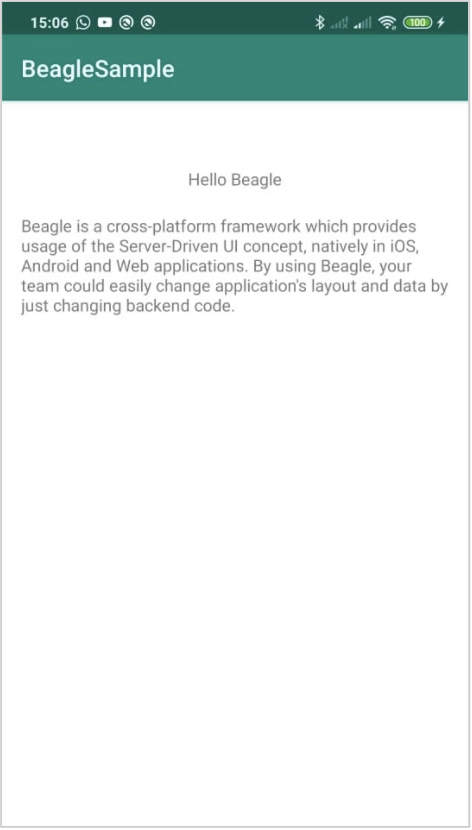 15:06 100
BeagleSample
Hello Beagle
Beagle is a cross-platform framework which provides
usage of the Server-Driven UI concept, natively in iOS,
Android and Web applications. By using Beagle, your
team could easily change application's layout and data by
just changing backend code.